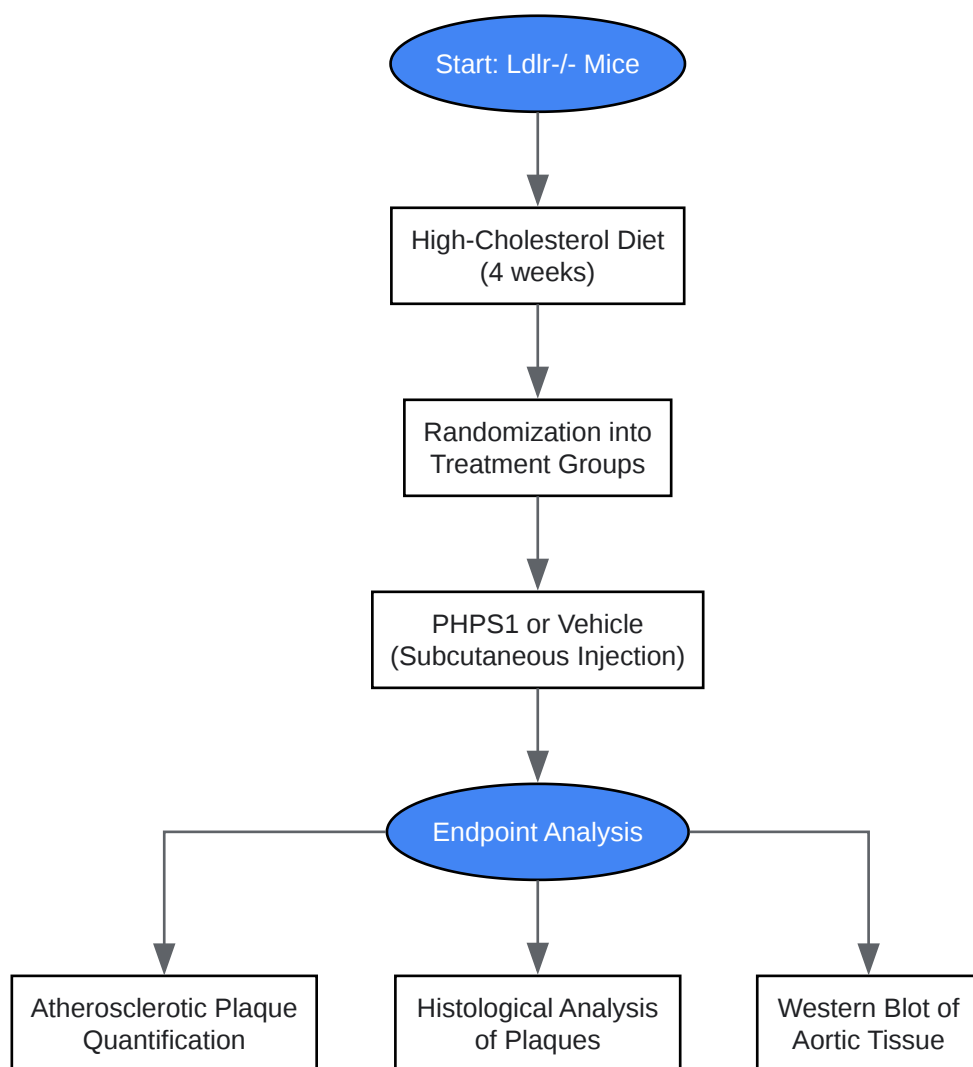 Start: Ldlr-/- Mice
High-Cholesterol Diet
(4 weeks)
Randomization into
Treatment Groups
PHPS1 or Vehicle
(Subcutaneous Injection)
Endpoint Analysis
Atherosclerotic Plaque
Quantification
Histological Analysis
of Plaques
Western Blot of
Aortic Tissue